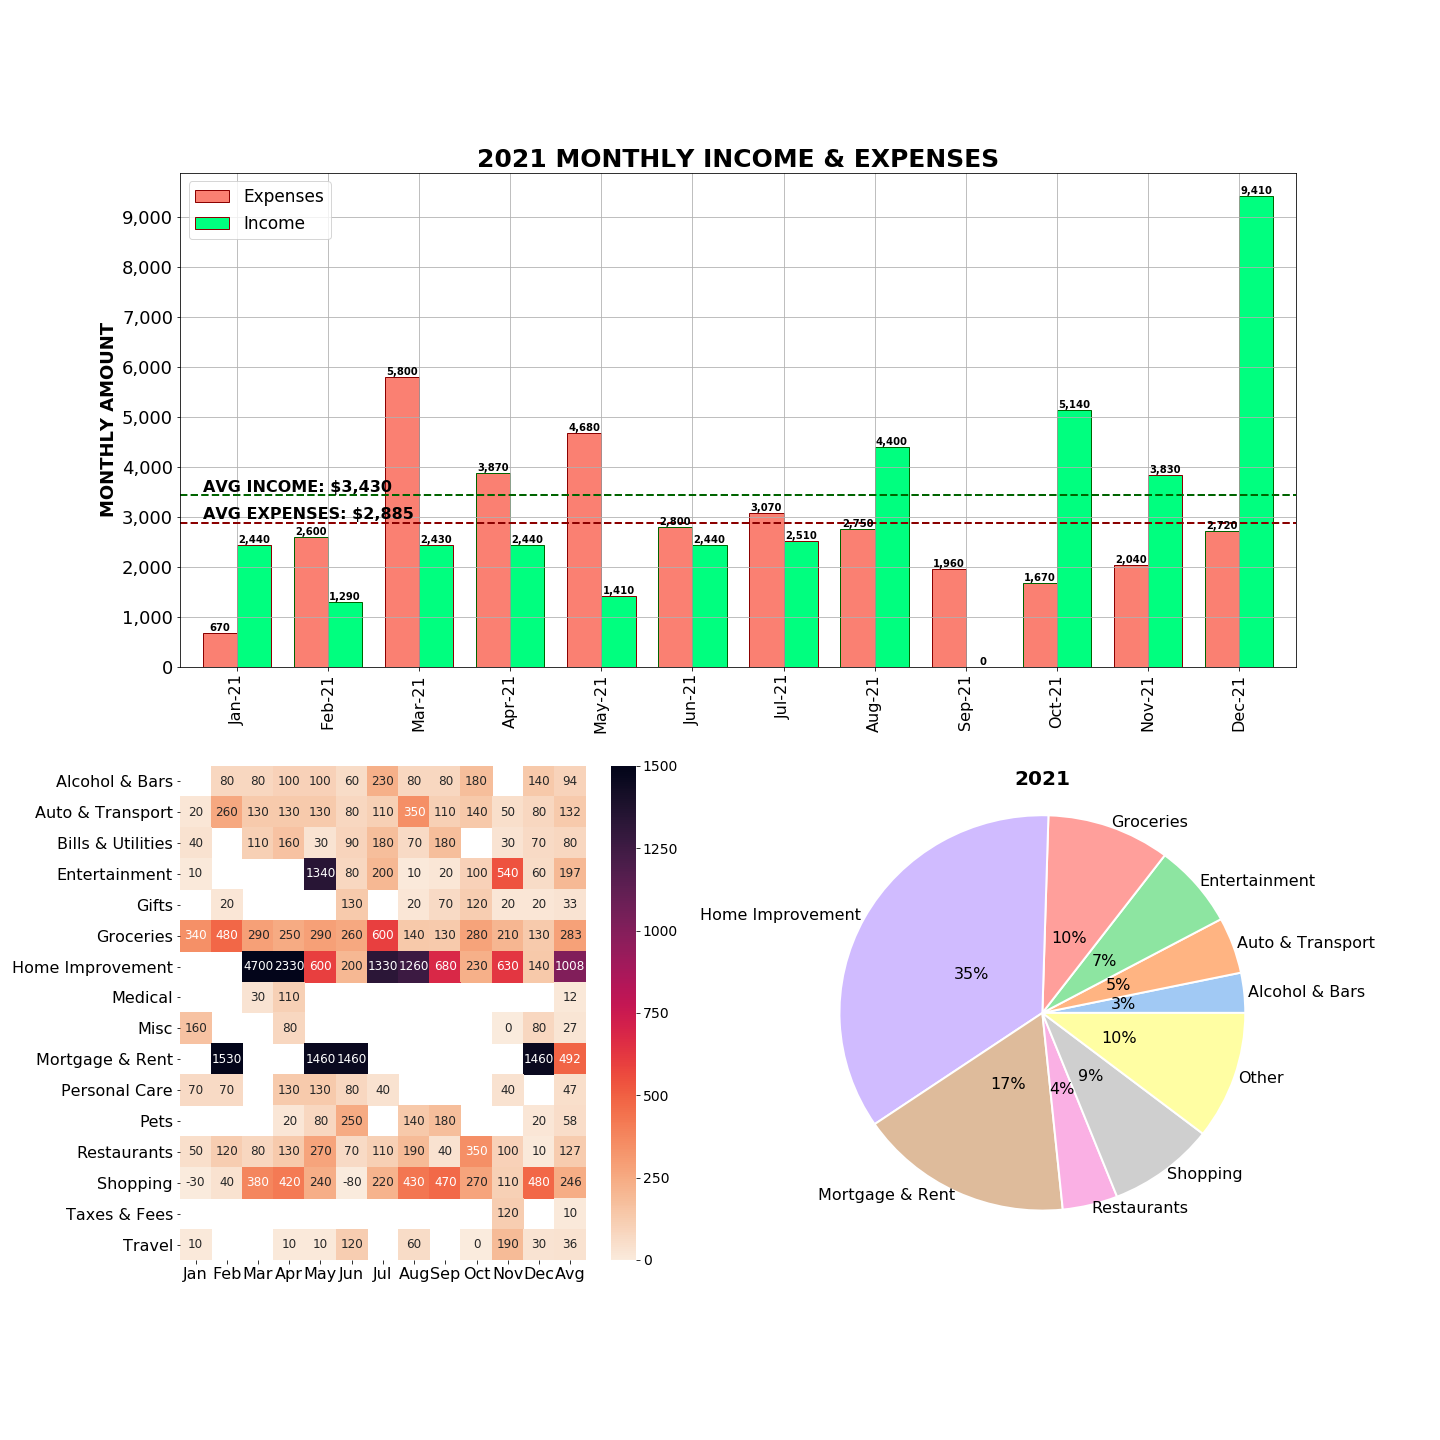 2021 MONTHLY INCOME & EXPENSES
MONTHLY AMOUNT
Expenses
Income
9,000
8,000
7,000
6,000
5,000
4,000
3,000
2,000
1,000
0
AVG INCOME: $3,430
AVG EXPENSES: $2,885
670 2,440 2,600 1,290 5,800 2,430 3,870 2,440 4,680 1,410 2,800 2,440 3,070 2,510 2,750 4,400 1,960 0 1,670 5,140 2,040 3,830 2,720 9,410
Jan-21 Feb-21 Mar-21 Apr-21 May-21 Jun-21 Jul-21 Aug-21 Sep-21 Oct-21 Nov-21 Dec-21
Alcohol & Bars 80 80 100 100 60 230 80 80 180 140 94
Auto & Transport 20 260 130 130 130 80 110 350 110 140 50 80 132
Bills & Utilities 40 110 160 30 90 180 70 180 30 70 80
Entertainment 10 1340 80 200 10 20 100 540 60 197
Gifts 20 130 20 70 120 20 20 33
Groceries 340 480 290 250 290 260 600 140 130 280 210 130 283
Home Improvement 4700 2330 600 200 1330 1260 680 230 630 140 1008
Medical 30 110 12
Misc 160 80 0 80 27
Mortgage & Rent 1530 1460 1460 1460 492
Personal Care 70 70 130 130 80 40 40 47
Pets 20 80 250 140 180 20 58
Restaurants 50 120 80 130 270 70 110 190 40 350 100 10 127
Shopping -30 40 380 420 240 -80 220 430 470 270 110 480 246
Taxes & Fees 120 10
Travel 10 10 10 120 60 0 190 30 36
Jan Feb Mar Apr May Jun Jul Aug Sep Oct Nov Dec Avg
1500
1250
1000
750
500
250
0
2021
Groceries
Entertainment
Auto & Transport
Alcohol & Bars
Home Improvement
Other
Shopping
Restaurants
Mortgage & Rent
10%
7%
5%
3%
35%
10%
9%
4%
17%